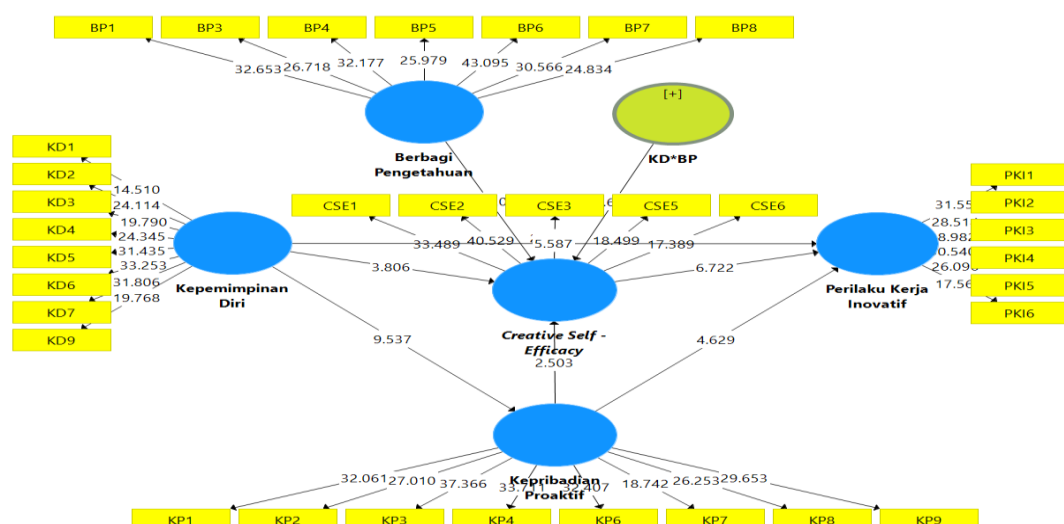 BP1 BP3 BP4 BP5 BP6 BP7 BP8
32.653 26.718 32.177 25.979 43.095 30.566 24.834
[+]
Berbagi
Pengetahuan
KD*BP
KD1
KD2
KD3
KD4
KD5
KD6
KD7
KD9
14.510
24.114
19.790
24.345
31.435
33.253
31.806
19.768
Kepemimpinan
Diri
CSE1 CSE2 CSE3 CSE5 CSE6
33.489 40.529 18.499 17.389
3.806
6.722
Creative Self -
Efficacy
2.503
9.537
4.629
PKI1
PKI2
PKI3
PKI4
PKI5
PKI6
Perilaku Kerja
Inovatif
Kepribadian
Proaktif
32.061 27.010 37.366 33.711 32.407 18.742 26.253 29.653
KP1 KP2 KP3 KP4 KP6 KP7 KP8 KP9